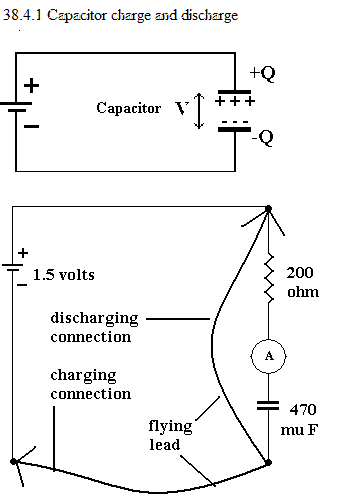 38.4.1 Capacitor charge and discharge
+
+Q
Capacitor V
+ + +
- - -
-Q
+
1.5 volts
200
ohm
discharging
connection
A
charging
connection
470
mu F
flying
lead